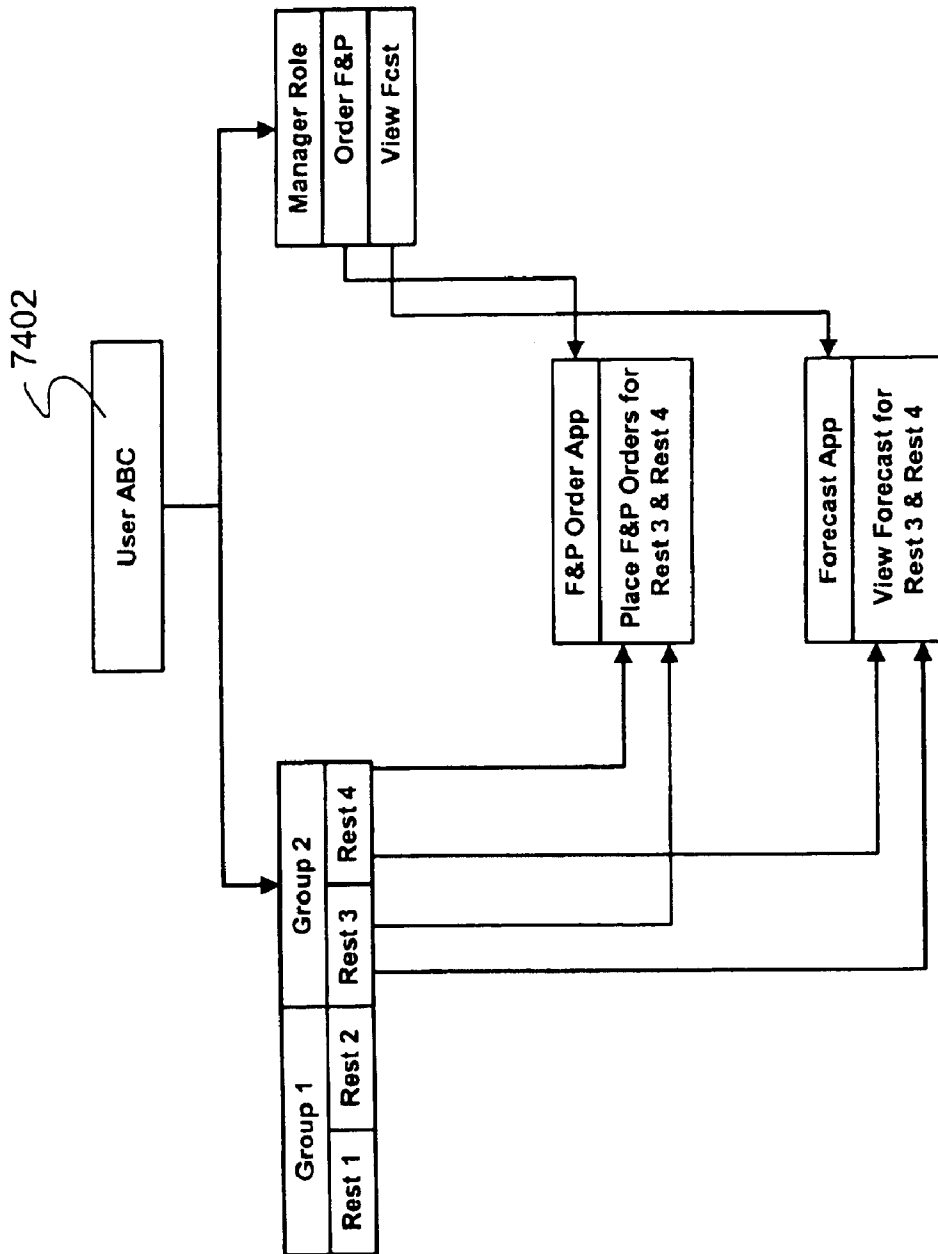 7402
User ABC
Group 1
Group 2
Rest 1
Rest 2
Rest 3
Rest 4
Manager Role
Order F&P
View Fcst
F&P Order App
Place F&P Orders for
Rest 3 & Rest 4
Forecast App
View Forecast for
Rest 3 & Rest 4